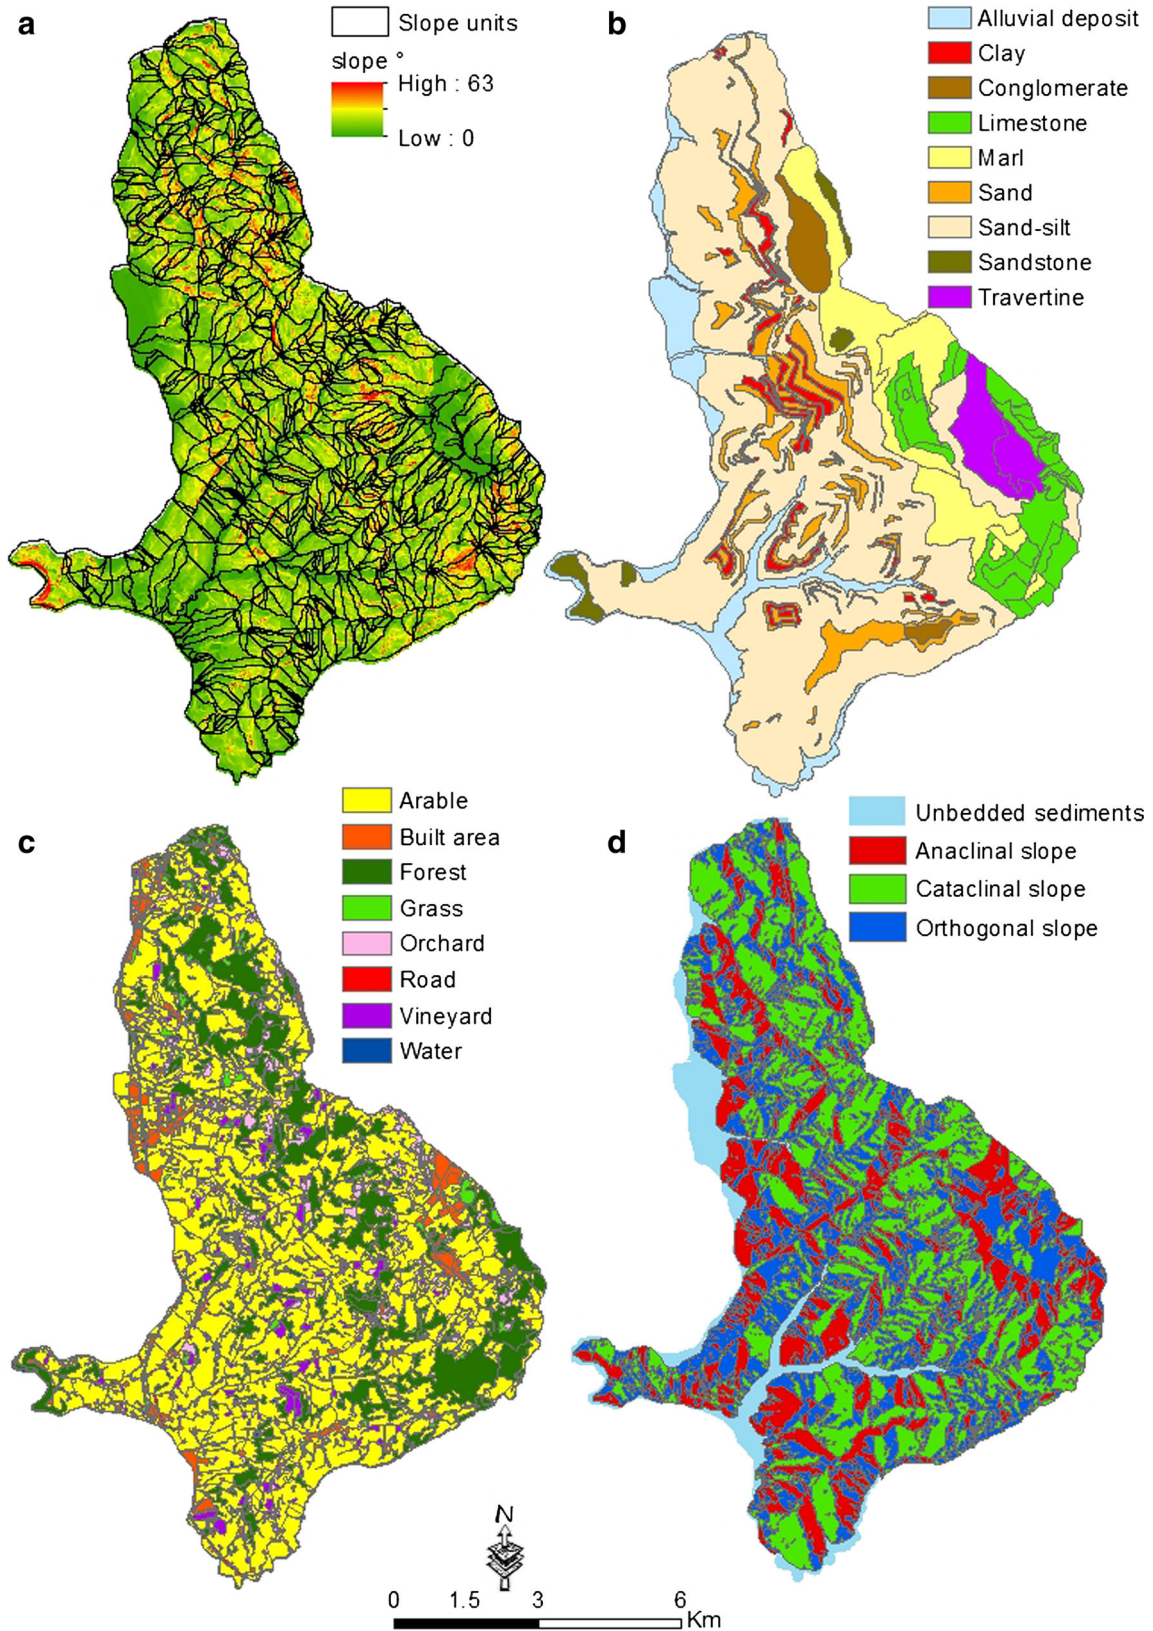 a
Slope units
slope °
High : 63
Low : 0
b
Alluvial deposit
Clay
Conglomerate
Limestone
Marl
Sand
Sand-silt
Sandstone
Travertine
c
Arable
Built area
Forest
Grass
Orchard
Road
Vineyard
Water
d
Unbedded sediments
Anaclinal slope
Cataclinal slope
Orthogonal slope
N
0 1.5 3 6
Km